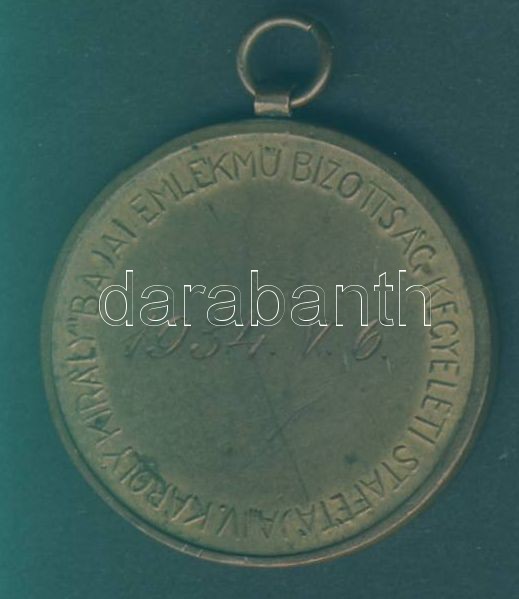 IV. KÁROLY KIRÁLY" BAJAI EMLÉKMŰ BIZOTTSÁG KEGYELETI STAFÉTÁJA
darabanth
1934. V. 6.